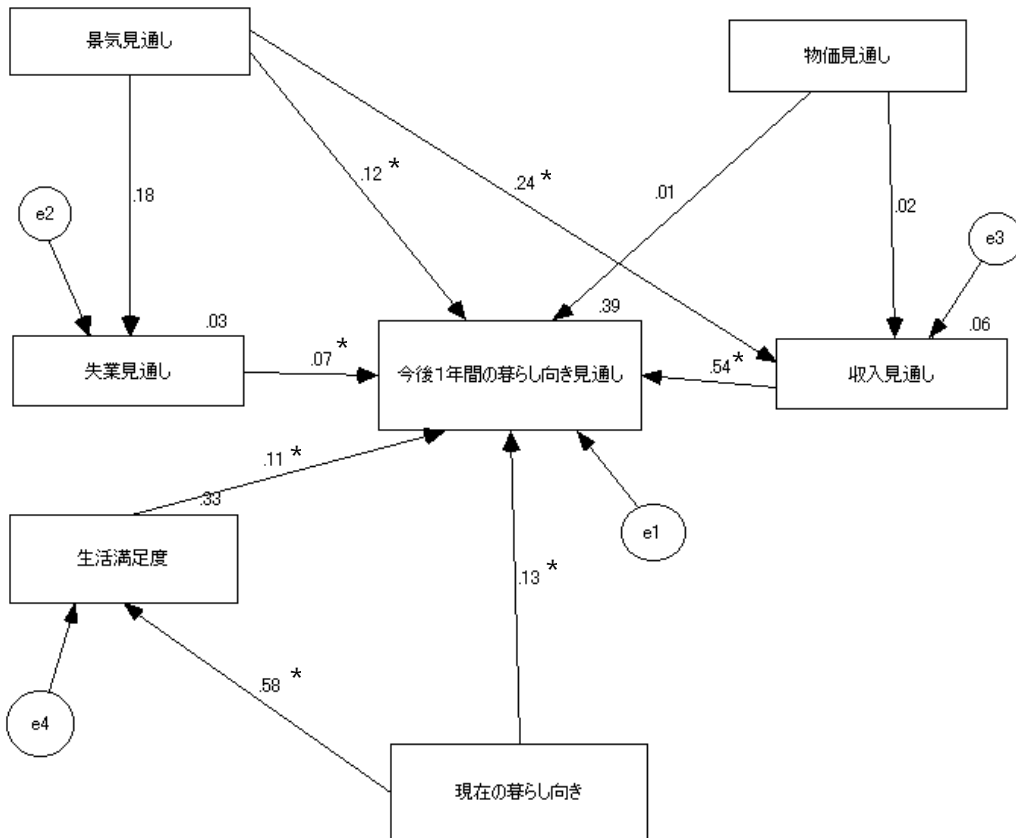 景気見通し
物価見通し
.12 *
.24 *
.01
.18
.02
e2
e3
.03
.39
.06
失業見通し
.07 *
今後１年間の暮らし向き見通し
.54 *
収入見通し
.11 *
.33
生活満足度
e1
.13 *
.58 *
e4
現在の暮らし向き